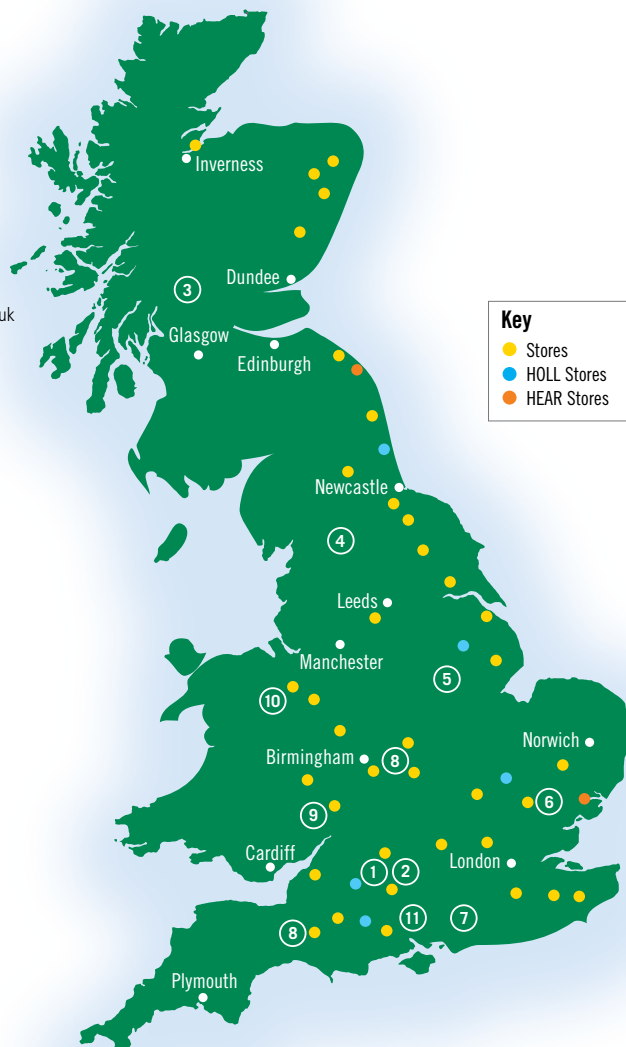 Inverness
Dundee
3
uk
Glasgow
Edinburgh
Key
Stores
HOLL Stores
HEAR Stores
Newcastle
4
Leeds
Manchester
5
10
Norwich
Birmingham
8
6
9
Cardiff
London
1
2
11
7
8
Plymouth